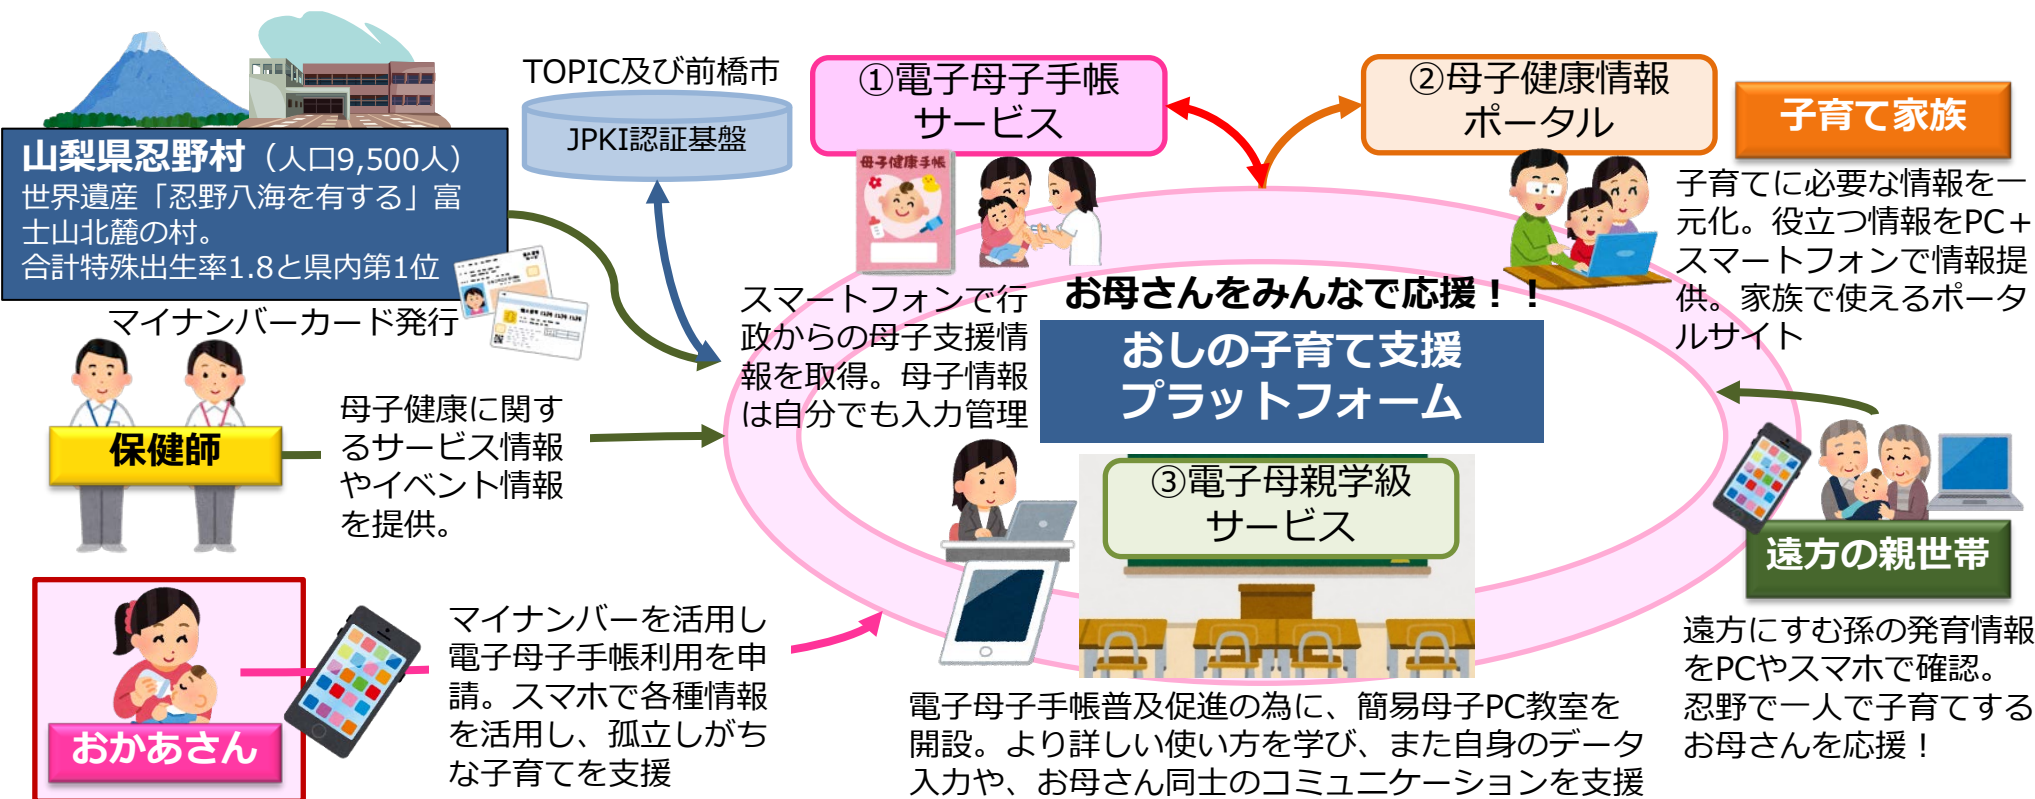 山梨県忍野村（人口9,500人）
世界遺産「忍野八海を有する」富
士山北麓の村。
合計特殊出生率1.8と県内第1位
マイナンバーカード発行
TOPIC及び前橋市
JPKI認証基盤
①電子母子手帳
サービス
母子健康手帳
スマートフォンで行
政からの母子支援情
報を取得。母子情報
は自分でも入力管理
②母子健康情報
ポータル
子育て家族
子育てに必要な情報を一
元化。役立つ情報をPC＋
スマートフォンで情報提
供。家族で使えるポータ
ルサイト
お母さんをみんなで応援！！
おしの子育て支援
プラットフォーム
保健師
母子健康に関す
るサービス情報
やイベント情報
を提供。
③電子母親学級
サービス
電子母子手帳普及促進の為に、簡易母子PC教室を
開設。より詳しい使い方を学び、また自身のデータ
入力や、お母さん同士のコミュニケーションを支援
遠方の親世帯
遠方にすむ孫の発育情報
をPCやスマホで確認。
忍野で一人で子育てする
お母さんを応援！
おかあさん
マイナンバーを活用し
電子母子手帳利用を申
請。スマホで各種情報
を活用し、孤立しがち
な子育てを支援